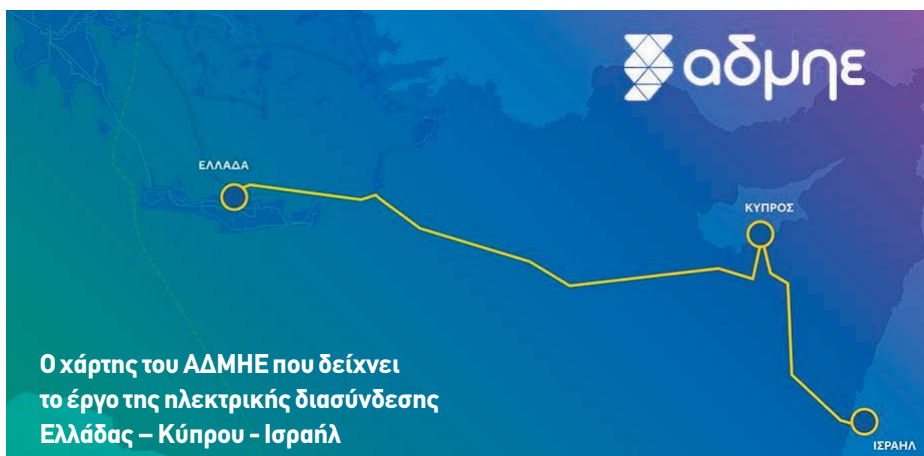 αδμηε
ΕΛΛΑΔΑ
ΚΥΠΡΟΣ
Ο χάρτης του ΑΔΜΗΕ που δείχνει
το έργο της ηλεκτρικής διασύνδεσης
Ελλάδας – Κύπρου - Ισραήλ
ΙΣΡΑΗΛ